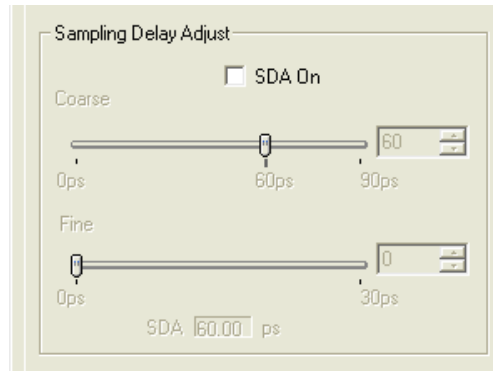 Sampling Delay Adjust
SDA On
Coarse
60
0ps 60ps 90ps
Fine
0
0ps 30ps
SDA 60.00 ps